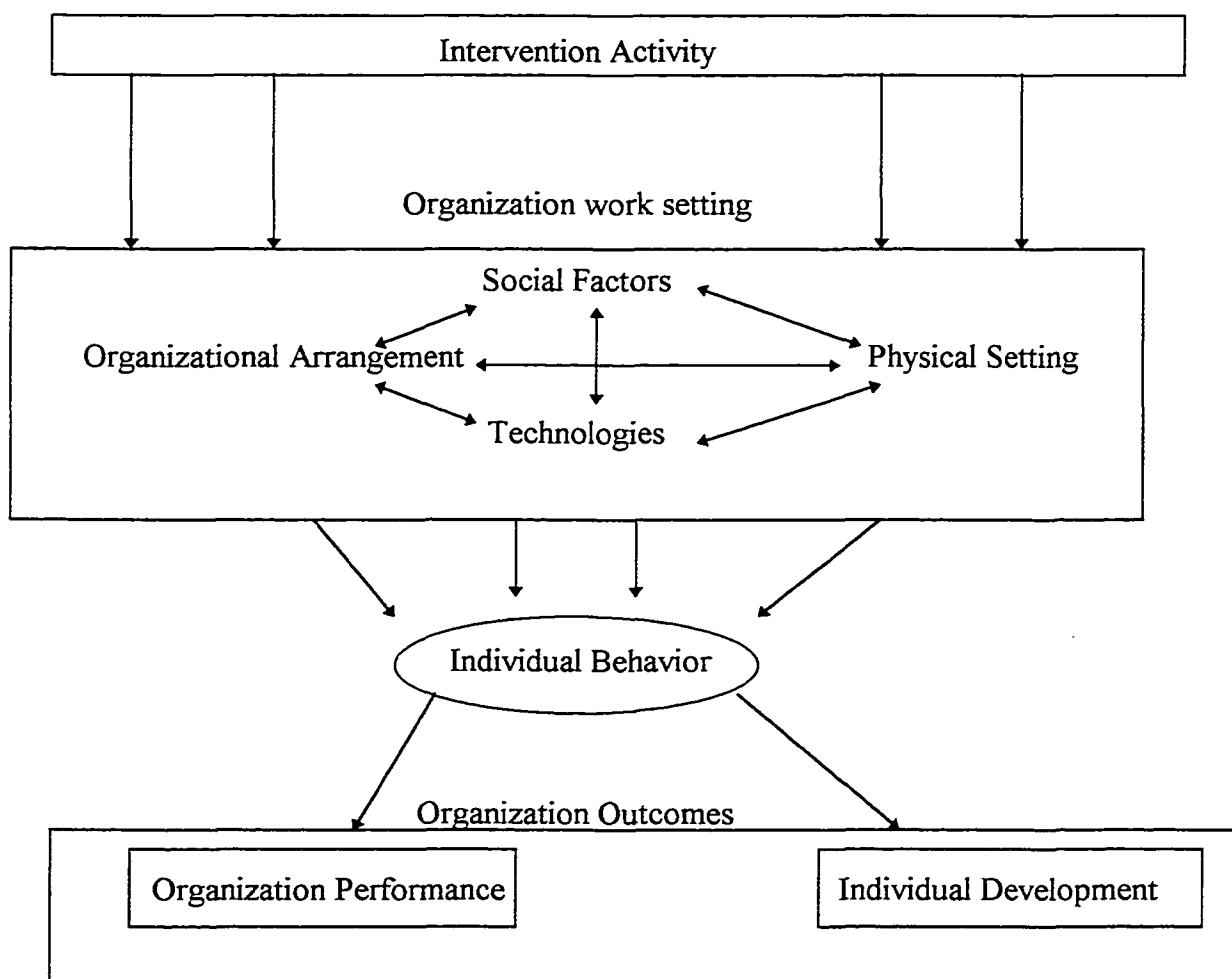 Intervention Activity
Organization work setting
Social Factors
Organizational Arrangement
Physical Setting
Technologies
Individual Behavior
Organization Outcomes
Organization Performance
Individual Development